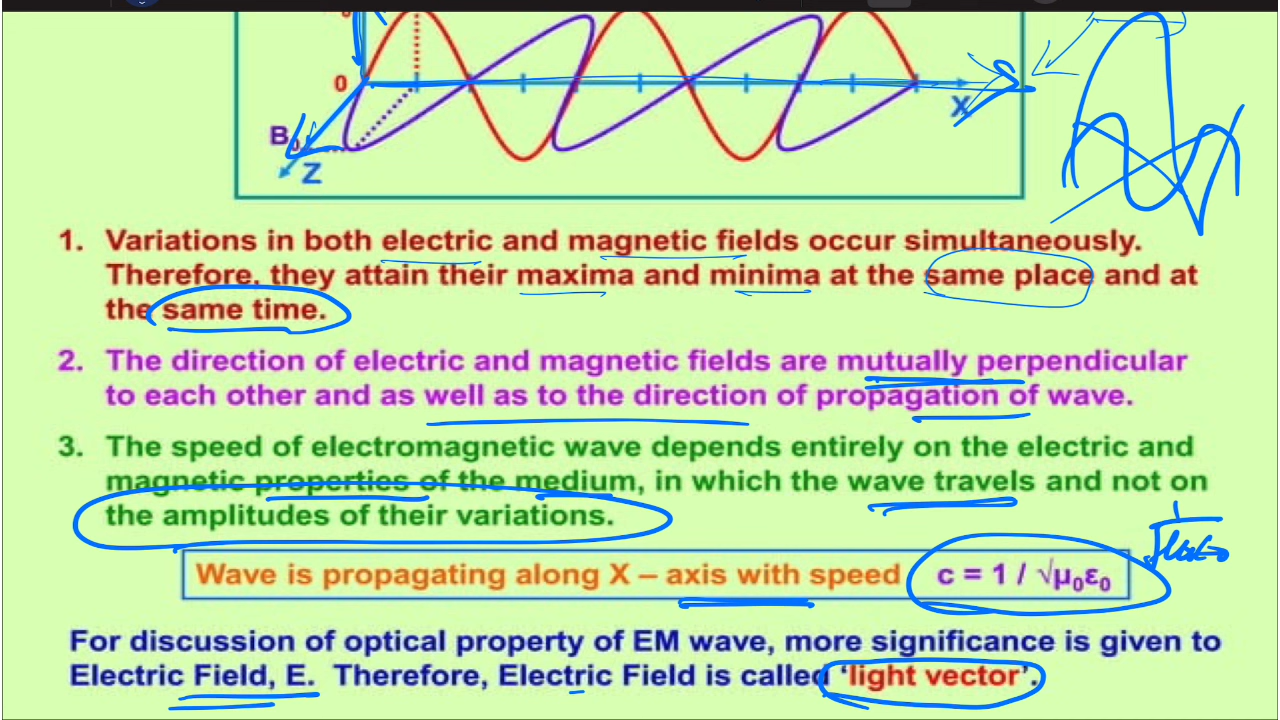 0
X
B₀
Z
1. Variations in both electric and magnetic fields occur simultaneously.
Therefore, they attain their maxima and minima at the same place and at
the same time.
2. The direction of electric and magnetic fields are mutually perpendicular
to each other and as well as to the direction of propagation of wave.
3. The speed of electromagnetic wave depends entirely on the electric and
magnetic properties of the medium, in which the wave travels and not on
the amplitudes of their variations.
Wave is propagating along X – axis with speed c = 1 / √μ₀ε₀
For discussion of optical property of EM wave, more significance is given to
Electric Field, E. Therefore, Electric Field is called ‘light vector’.